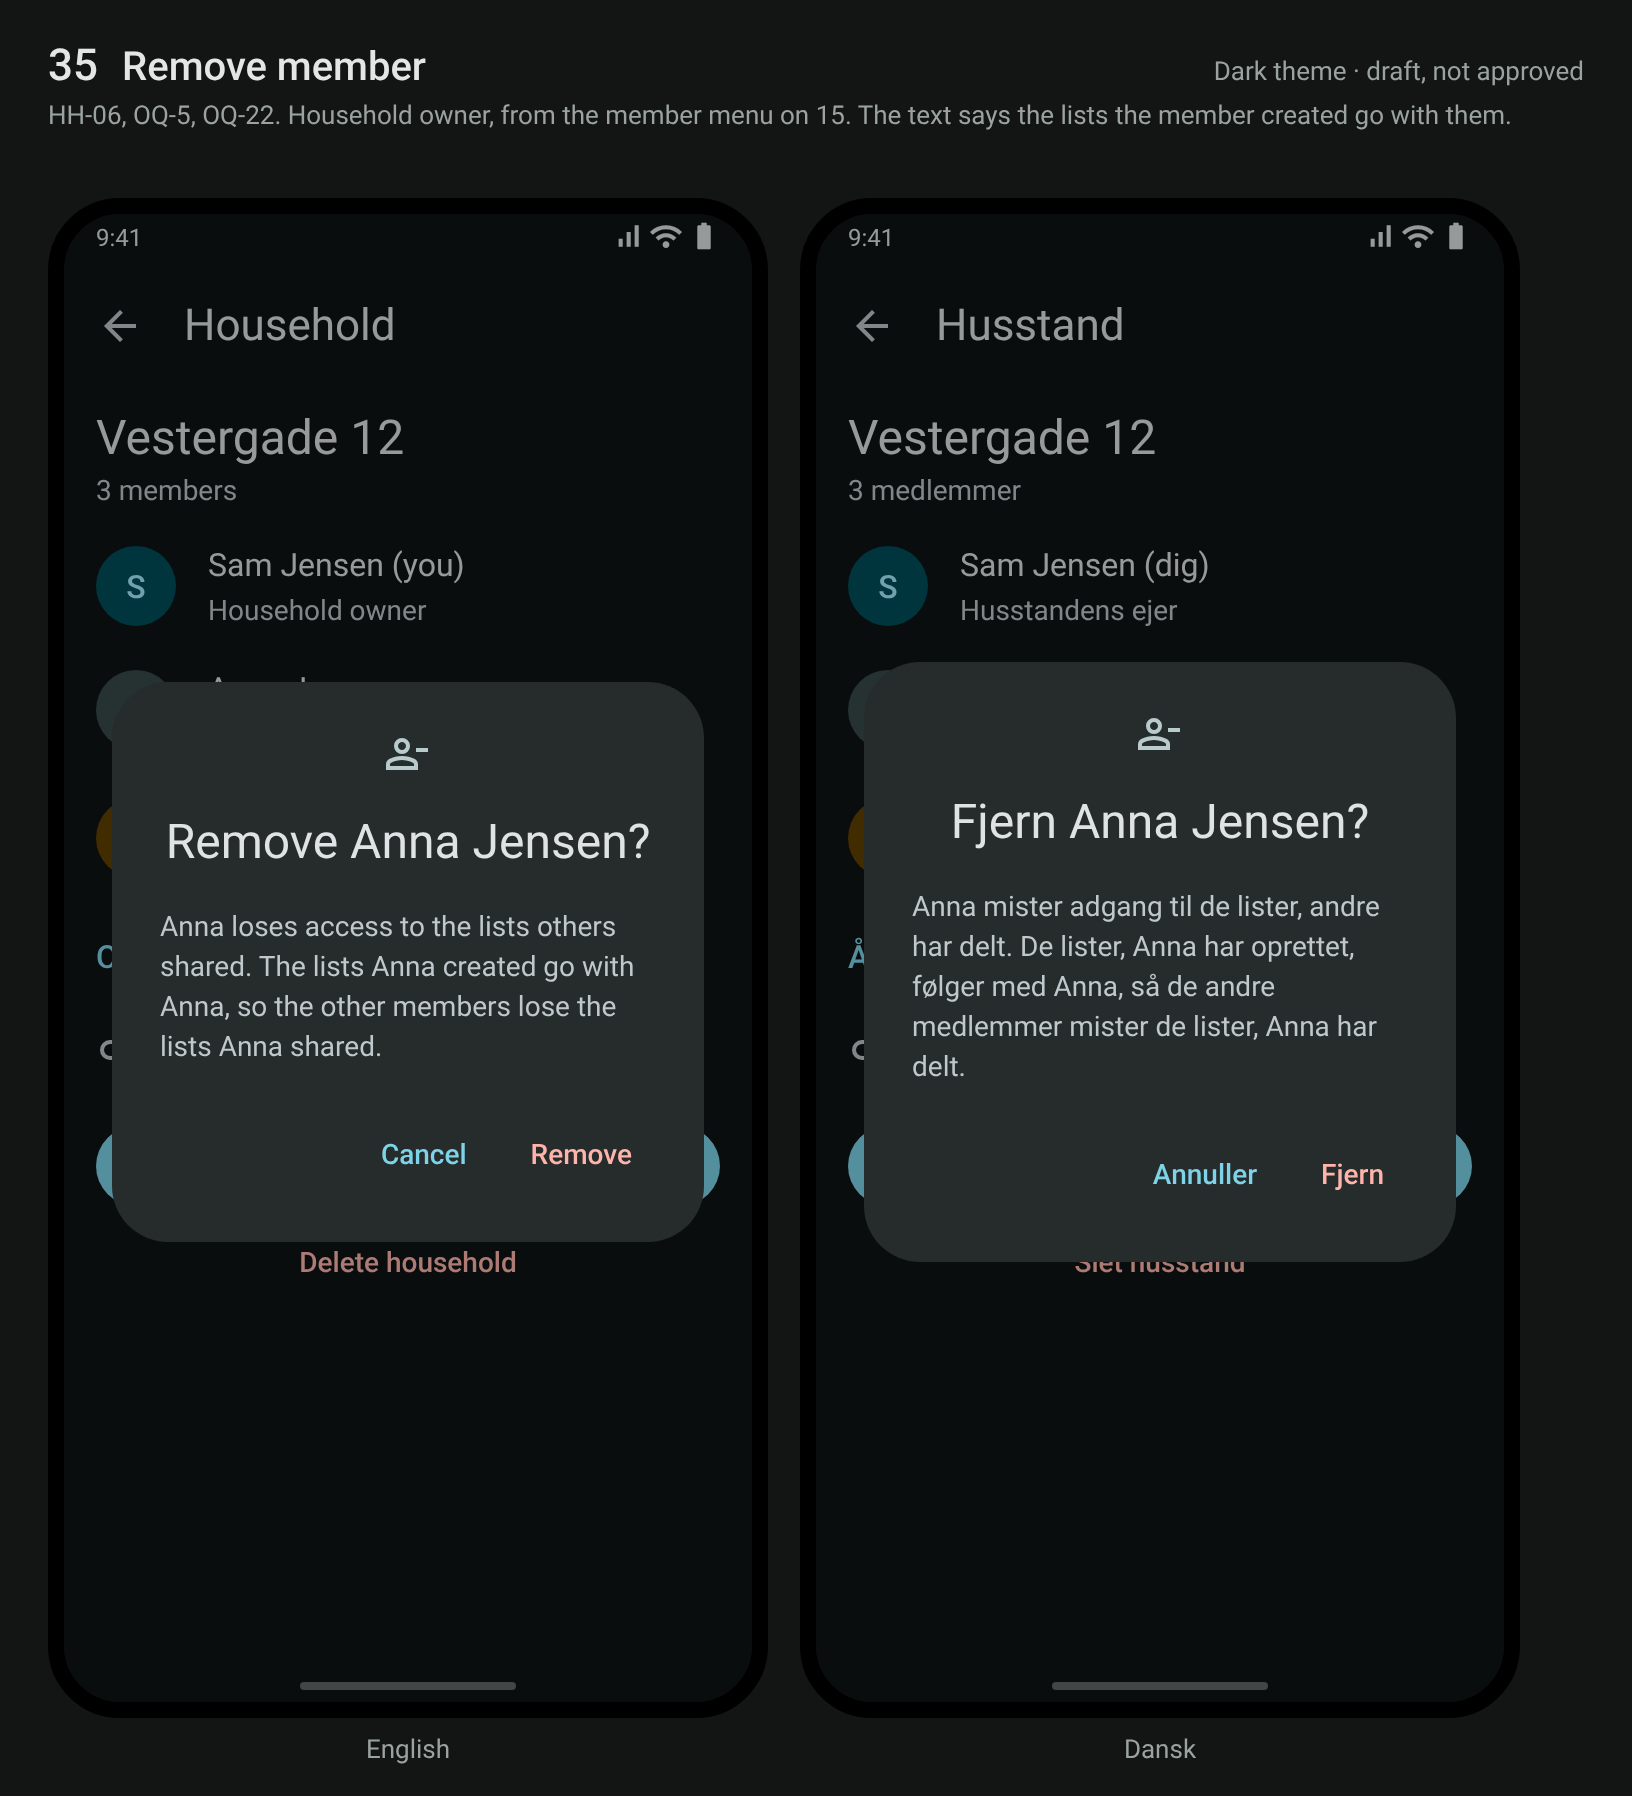 35 Remove member
Dark theme · draft, not approved
HH-06, OQ-5, OQ-22. Household owner, from the member menu on 15. The text says the lists the member created go with them.
9:41
Household
Vestergade 12
3 members
S
Sam Jensen (you)
Household owner
Remove Anna Jensen?
Anna loses access to the lists others
shared. The lists Anna created go with
Anna, so the other members lose the
lists Anna shared.
Cancel
Remove
Delete household
English
9:41
Husstand
Vestergade 12
3 medlemmer
S
Sam Jensen (dig)
Husstandens ejer
Fjern Anna Jensen?
Anna mister adgang til de lister, andre
har delt. De lister, Anna har oprettet,
følger med Anna, så de andre
medlemmer mister de lister, Anna har
delt.
Annuller
Fjern
Slet husstand
Dansk